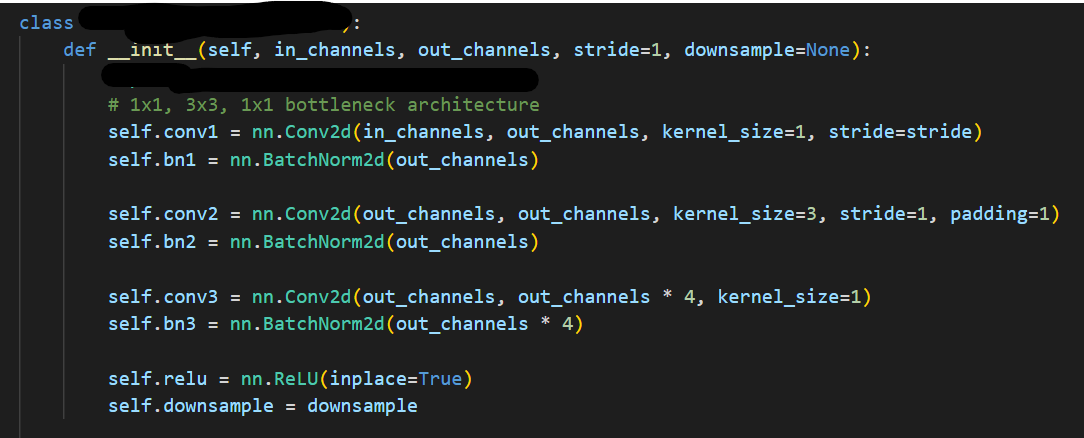 class :
def __init__(self, in_channels, out_channels, stride=1, downsample=None):
# 1x1, 3x3, 1x1 bottleneck architecture
self.conv1 = nn.Conv2d(in_channels, out_channels, kernel_size=1, stride=stride)
self.bn1 = nn.BatchNorm2d(out_channels)
self.conv2 = nn.Conv2d(out_channels, out_channels, kernel_size=3, stride=1, padding=1)
self.bn2 = nn.BatchNorm2d(out_channels)
self.conv3 = nn.Conv2d(out_channels, out_channels * 4, kernel_size=1)
self.bn3 = nn.BatchNorm2d(out_channels * 4)
self.relu = nn.ReLU(inplace=True)
self.downsample = downsample